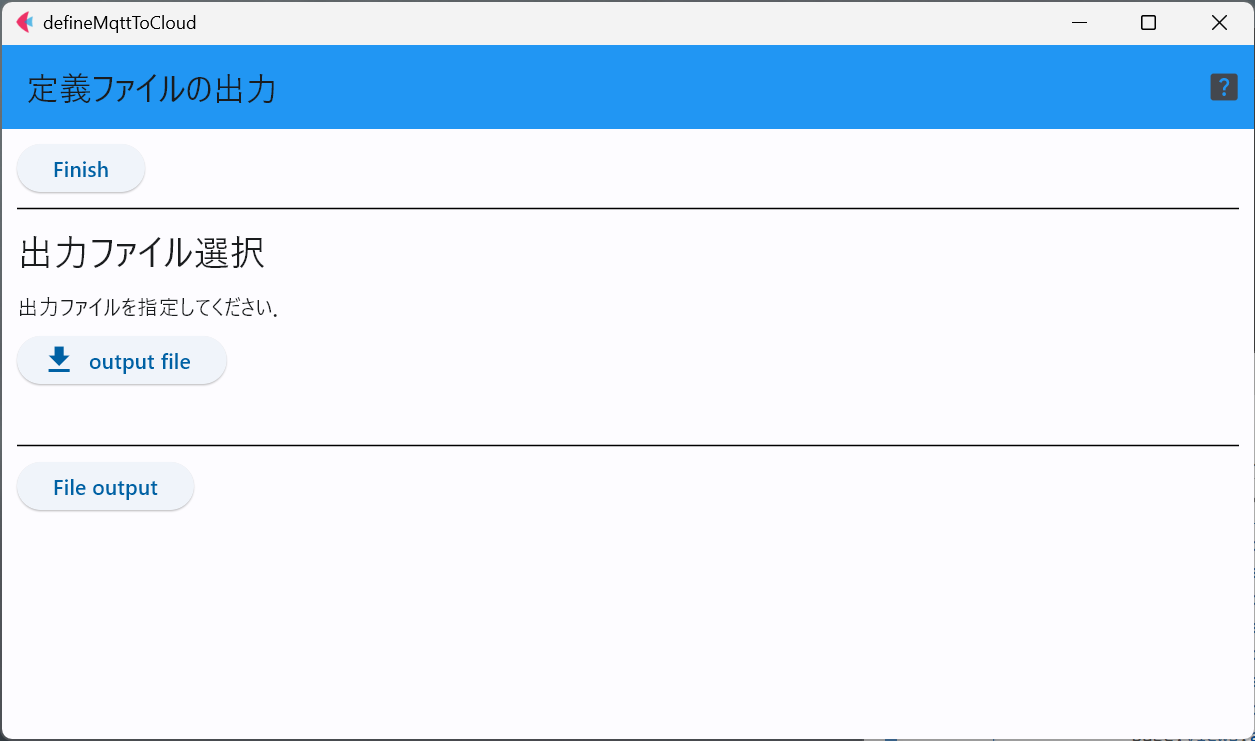 defineMqttToCloud
定義ファイルの出力
?
Finish
出力ファイル選択
出力ファイルを指定してください.
output file
File output